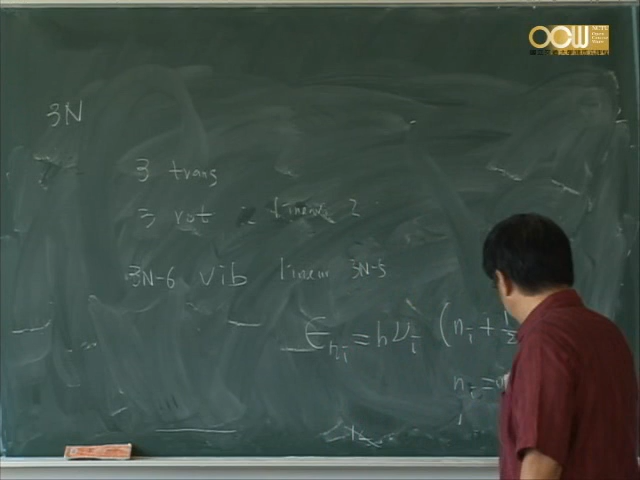 OCW
3N
3 trans
3 rot linear 2
3N-6 vib linear 3N-5
ϵ_{n_i} = hν_i (n_i + 1/2
n_i =